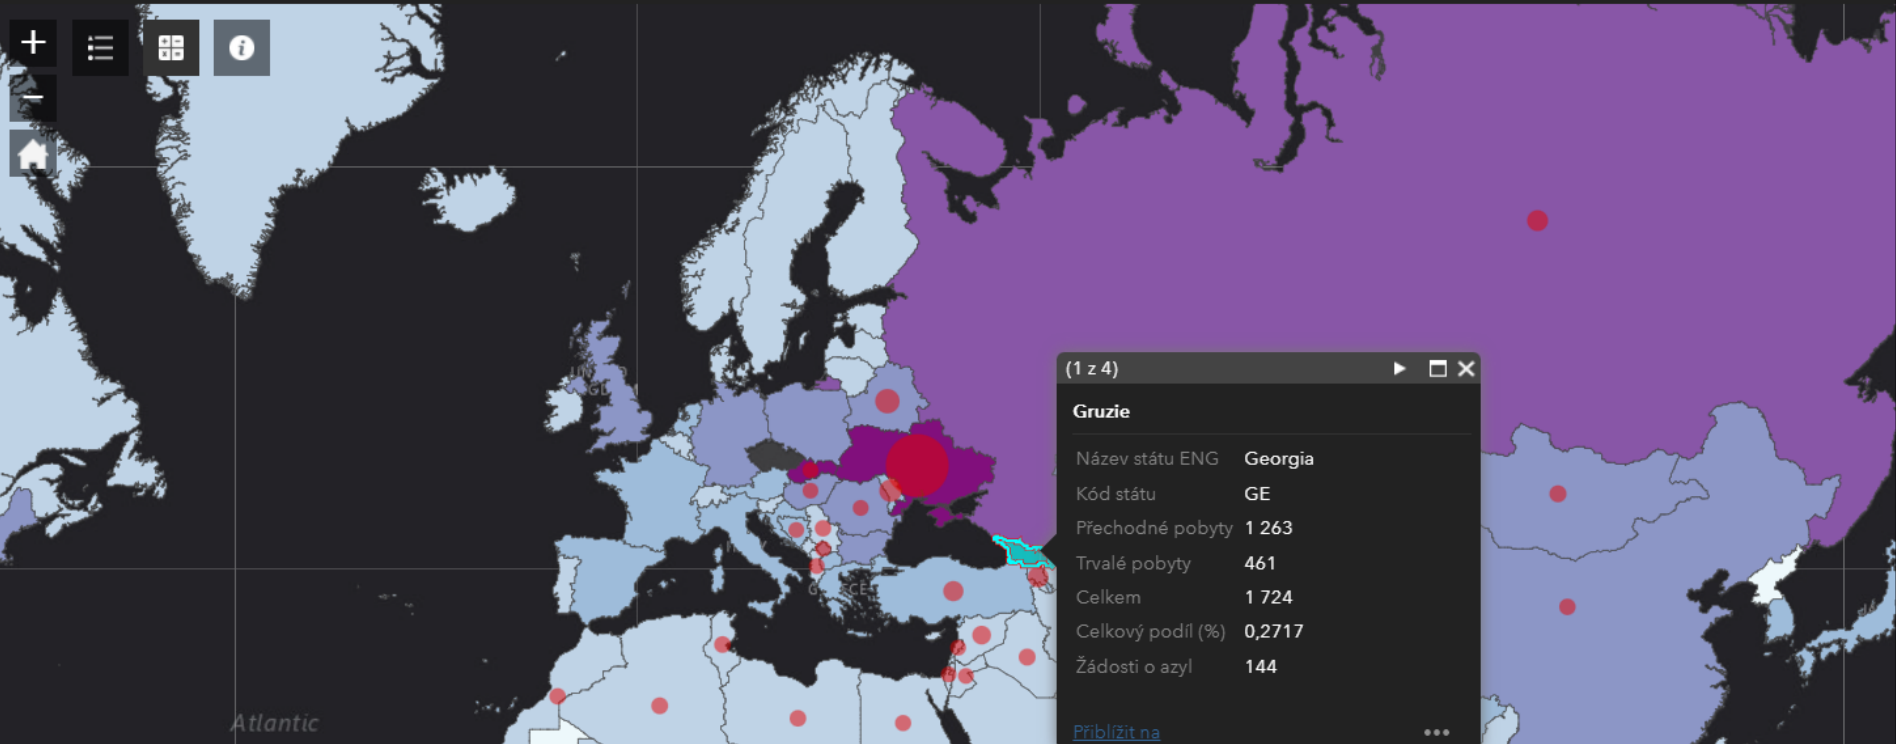 (1 z 4)
Gruzie
Název státu ENG Georgia
Kód státu GE
Přechodné pobyty 1 263
Trvalé pobyty 461
Celkem 1 724
Celkový podíl (%) 0,2717
Žádosti o azyl 144
Přiblížit na
Atlantic